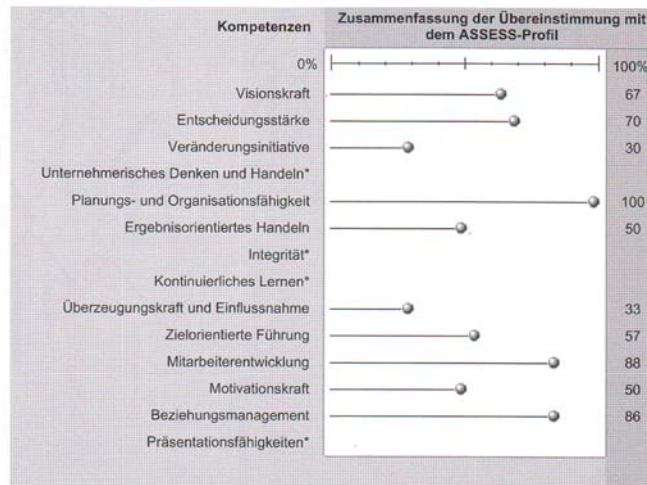 Kompetenzen
Zusammenfassung der Übereinstimmung mit
dem ASSESS-Profil
0% 100%
Visionskraft 67
Entscheidungsstärke 70
Veränderungsinitiative 30
Unternehmerisches Denken und Handeln*
Planungs- und Organisationsfähigkeit 100
Ergebnisorientiertes Handeln 50
Integrität*
Kontinuierliches Lernen*
Überzeugungskraft und Einflussnahme 33
Zielorientierte Führung 57
Mitarbeiterentwicklung 88
Motivationskraft 50
Beziehungsmanagement 86
Präsentationsfähigkeiten*